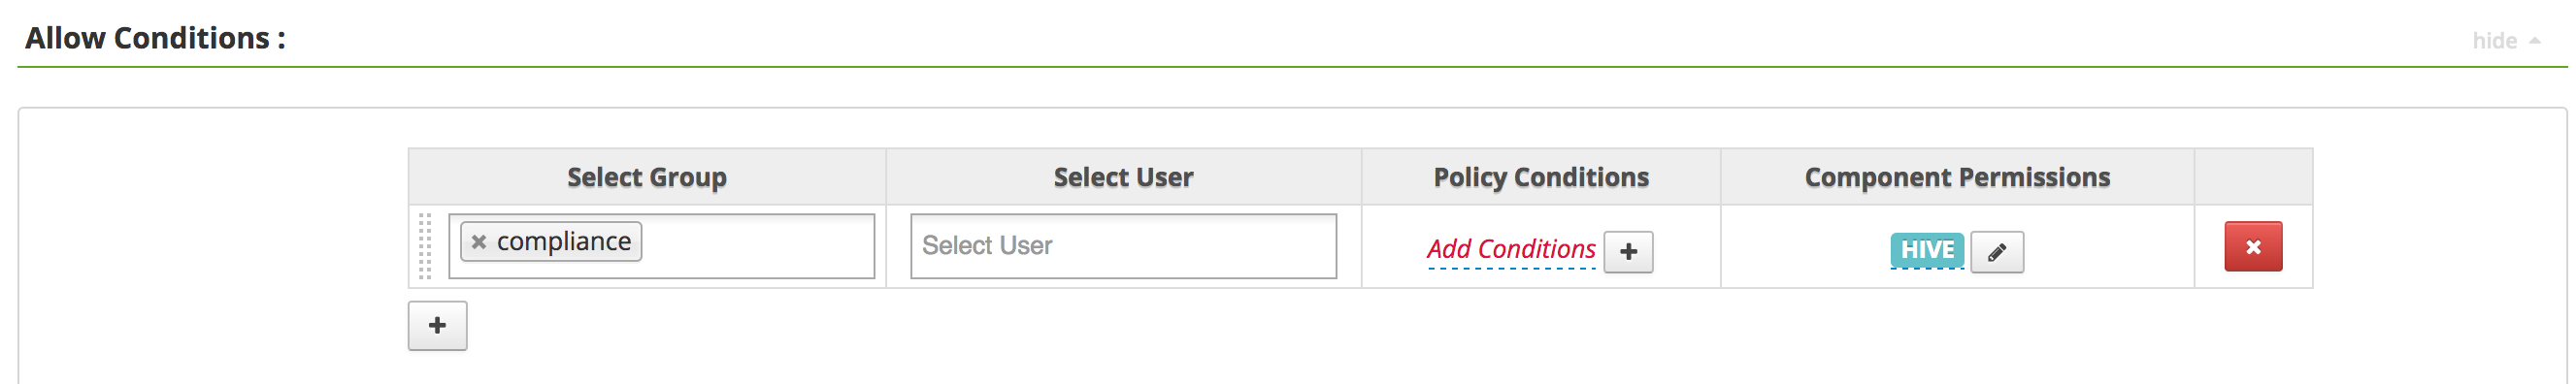 Allow Conditions :
hide
Select Group Select User Policy Conditions Component Permissions
compliance Select User Add Conditions HIVE